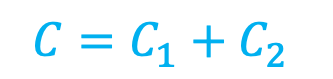 C = C₁ + C₂